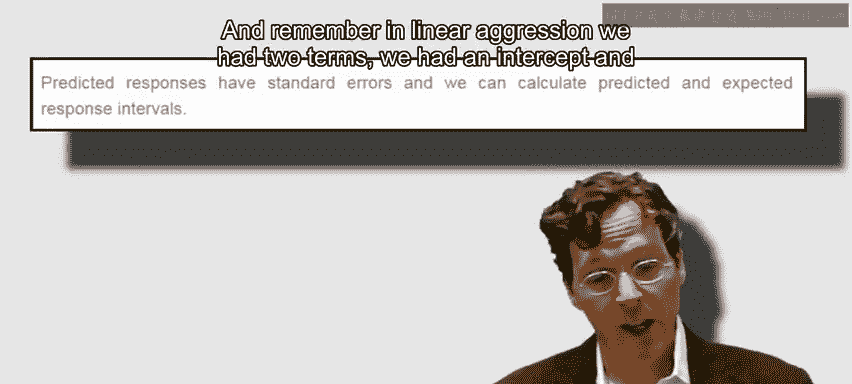 And remember in linear aggression we
had two terms, we had an intercept and
Predicted responses have standard errors and we can calculate predicted and expected
response intervals.